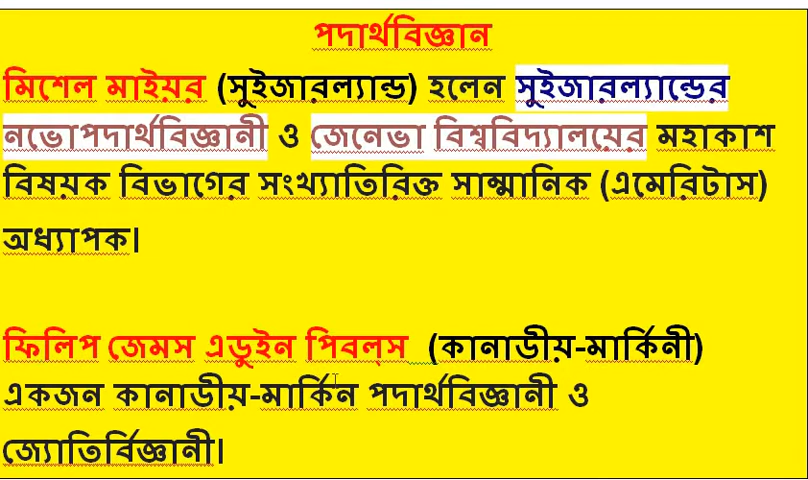 পদার্থবিজ্ঞান
মিশেল মাইয়র (সুইজারল্যান্ড) হলেন সুইজারল্যান্ডের
নভোপদার্থবিজ্ঞানী ও জেনেভা বিশ্ববিদ্যালয়ের মহাকাশ
বিষয়ক বিভাগের সংখ্যাতিরিক্ত সাম্মানিক (এমেরিটাস)
অধ্যাপক।
ফিলিপ জেমস এডুইন পিবল্স (কানাডীয়-মার্কিনী)
একজন কানাডীয়-মার্কিন পদার্থবিজ্ঞানী ও
জ্যোতির্বিজ্ঞানী।